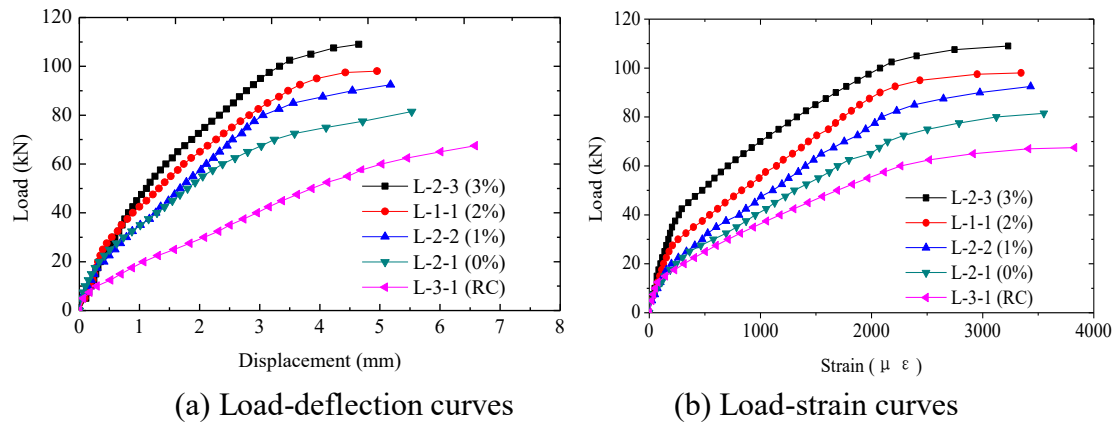 120
100
80
60
40
20
0
Load (kN)
L-2-3 (3%)
L-1-1 (2%)
L-2-2 (1%)
L-2-1 (0%)
L-3-1 (RC)
0 1 2 3 4 5 6 7 8
Displacement (mm)
(a) Load-deflection curves
120
100
80
60
40
20
0
Load (kN)
L-2-3 (3%)
L-1-1 (2%)
L-2-2 (1%)
L-2-1 (0%)
L-3-1 (RC)
0 1000 2000 3000 4000
Strain ( μ ε )
(b) Load-strain curves